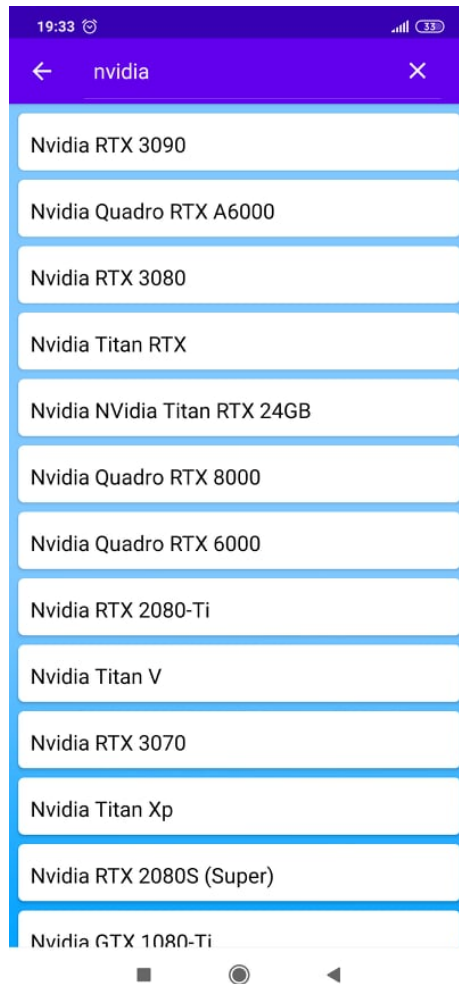 19:33
33
nvidia
Nvidia RTX 3090
Nvidia Quadro RTX A6000
Nvidia RTX 3080
Nvidia Titan RTX
Nvidia NVidia Titan RTX 24GB
Nvidia Quadro RTX 8000
Nvidia Quadro RTX 6000
Nvidia RTX 2080-Ti
Nvidia Titan V
Nvidia RTX 3070
Nvidia Titan Xp
Nvidia RTX 2080S (Super)
Nvidia GTX 1080-Ti